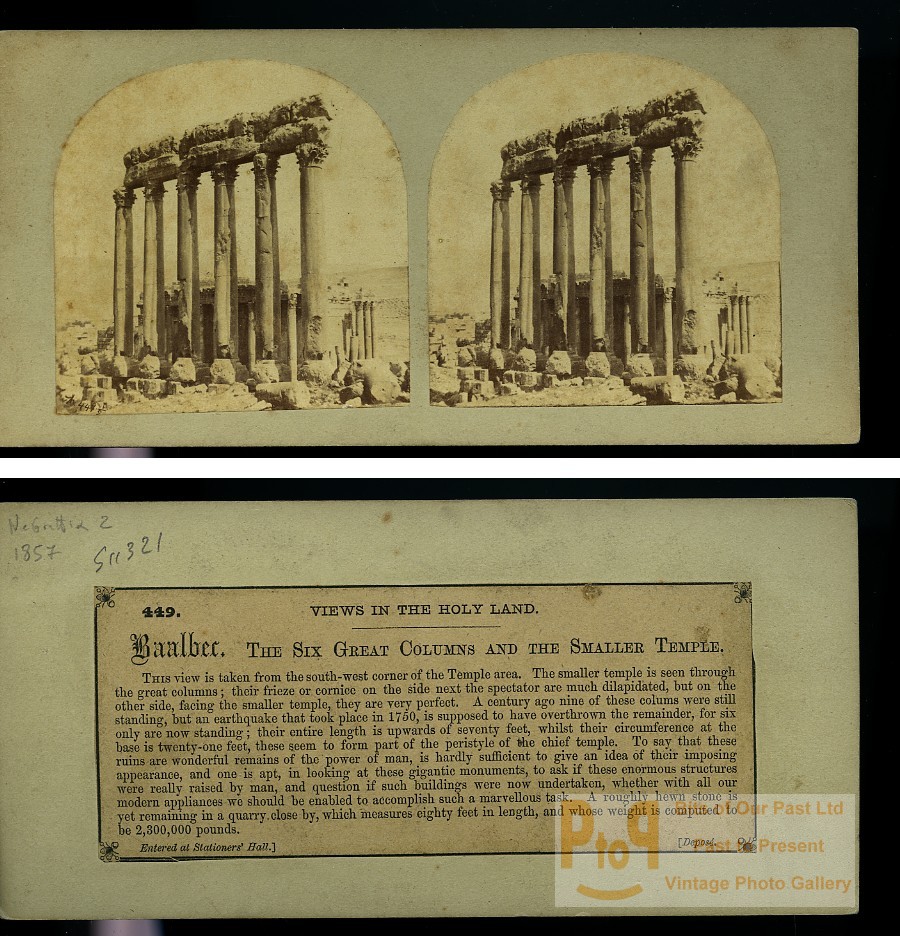 Negretti & Z
1857
Sn321
449.
VIEWS IN THE HOLY LAND.
Baalbec. The Six Great Columns and the Smaller Temple.
This view is taken from the south-west corner of the Temple area. The smaller temple is seen through
the great columns; their frieze or cornice on the side next the spectator are much dilapidated, but on the
other side, facing the smaller temple, they are very perfect. A century ago nine of these colums were still
standing, but an earthquake that took place in 1750, is supposed to have overthrown the remainder, for six
only are now standing; their entire length is upwards of seventy feet, whilst their circumference at the
base is twenty-one feet, these seem to form part of the peristyle of the chief temple. To say that these
ruins are wonderful remains of the power of man, is hardly sufficient to give an idea of their imposing
appearance, and one is apt, in looking at these gigantic monuments, to ask if these enormous structures
were really raised by man, and question if such buildings were now undertaken, whether with all our
modern appliances we should be enabled to accomplish such a marvellous task. A roughly hewn stone is
yet remaining in a quarry close by, which measures eighty feet in length, and whose weight is computed to
be 2,300,000 pounds.
Entered at Stationers' Hall.]
[Deposé.
PtoP
of Our Past Ltd
Past to Present
Vintage Photo Gallery